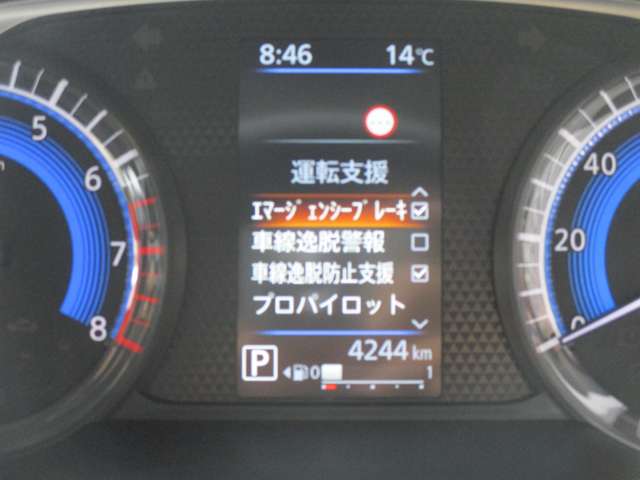 8:46 14℃
運転支援
ｴﾏｰｼﾞｪﾝｼｰﾌﾞﾚｰｷ
車線逸脱警報
車線逸脱防止支援
プロパイロット
4244 km
P
0 1
5
6
7
8
40
20
0